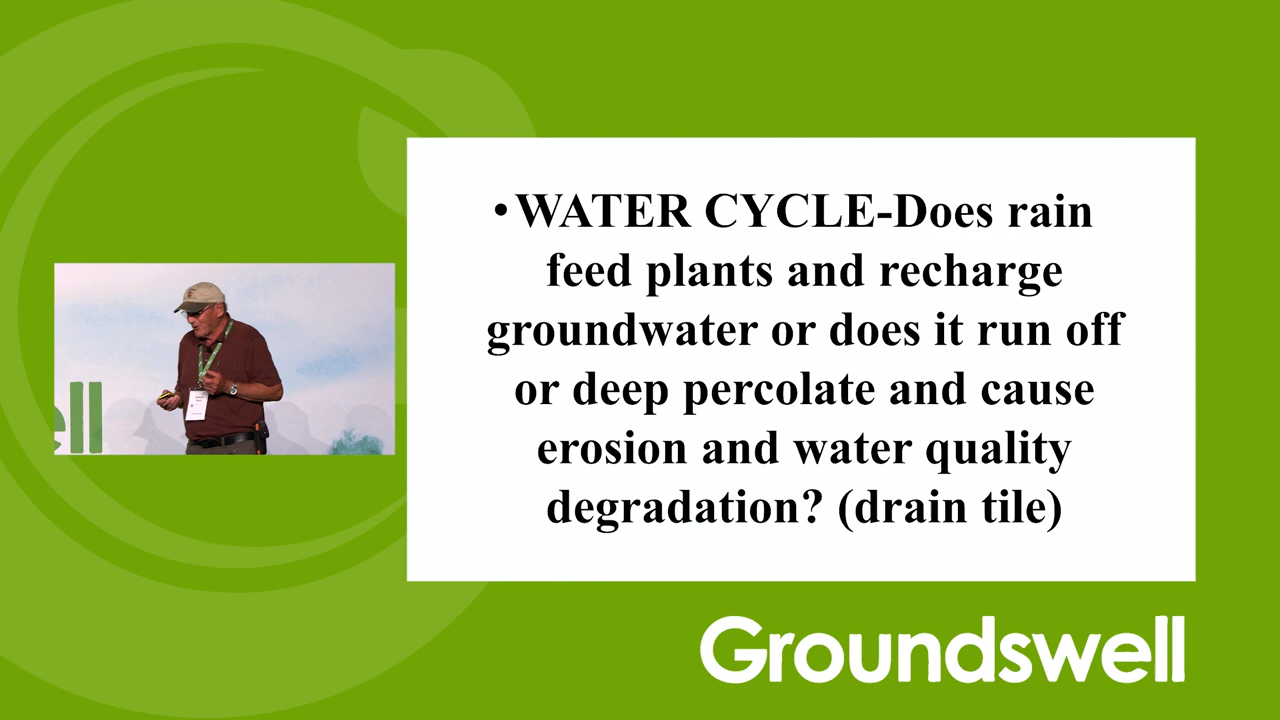 • WATER CYCLE-Does rain
feed plants and recharge
groundwater or does it run off
or deep percolate and cause
erosion and water quality
degradation? (drain tile)
ell
Groundswell